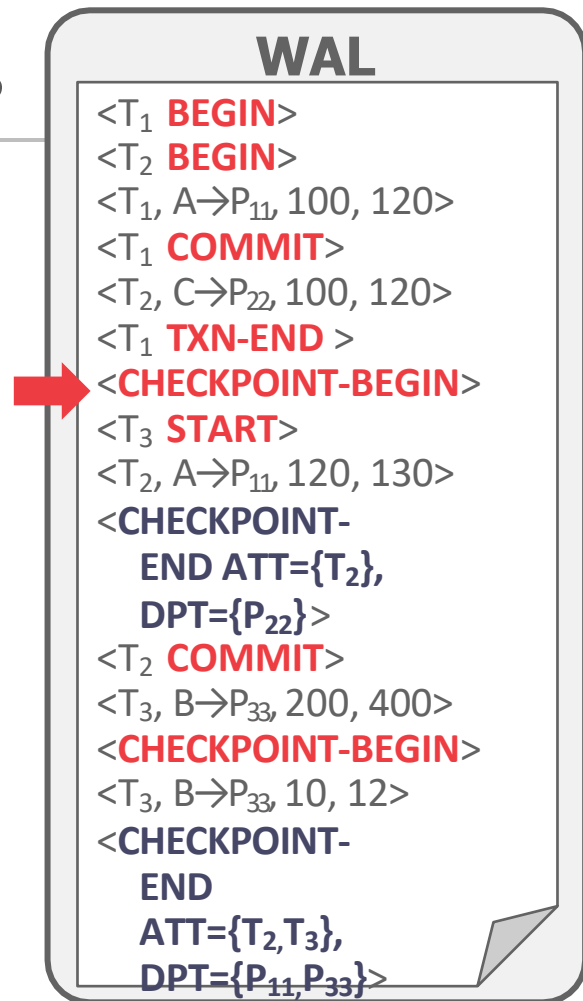 WAL
<T₁ BEGIN>
<T₂ BEGIN>
<T₁, A→P₁₁, 100, 120>
<T₁ COMMIT>
<T₂, C→P₂₂, 100, 120>
<T₁ TXN-END >
<CHECKPOINT-BEGIN>
<T₃ START>
<T₂, A→P₁₁, 120, 130>
<CHECKPOINT-
END ATT={T₂},
DPT={P₂₂}>
<T₂ COMMIT>
<T₃, B→P₃₃, 200, 400>
<CHECKPOINT-BEGIN>
<T₃, B→P₃₃, 10, 12>
<CHECKPOINT-
END
ATT={T₂,T₃},
DPT={P₁₁,P₃₃}>